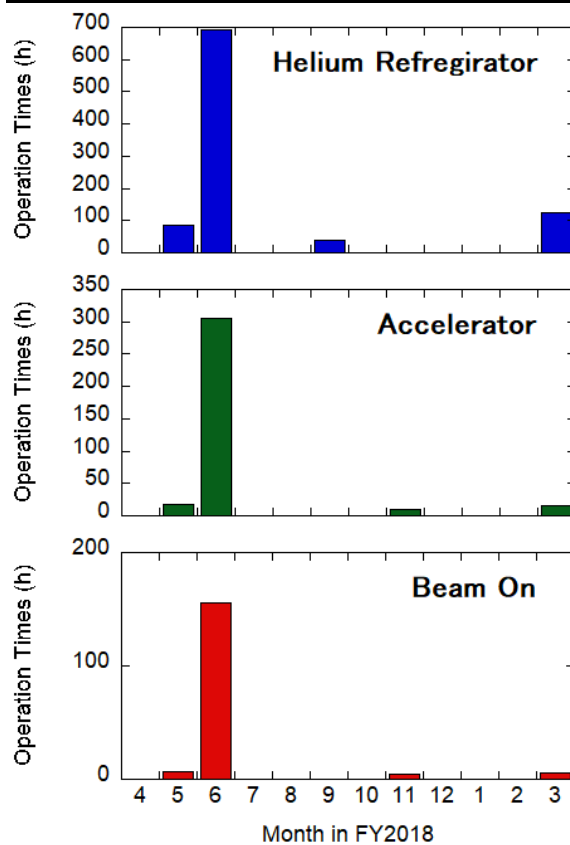 700
600
500
400
300
200
100
0
Operation Times (h)
Helium Refregirator
350
300
250
200
150
100
50
0
Operation Times (h)
Accelerator
200
100
0
Operation Times (h)
Beam On
4 5 6 7 8 9 10 11 12 1 2 3
Month in FY2018